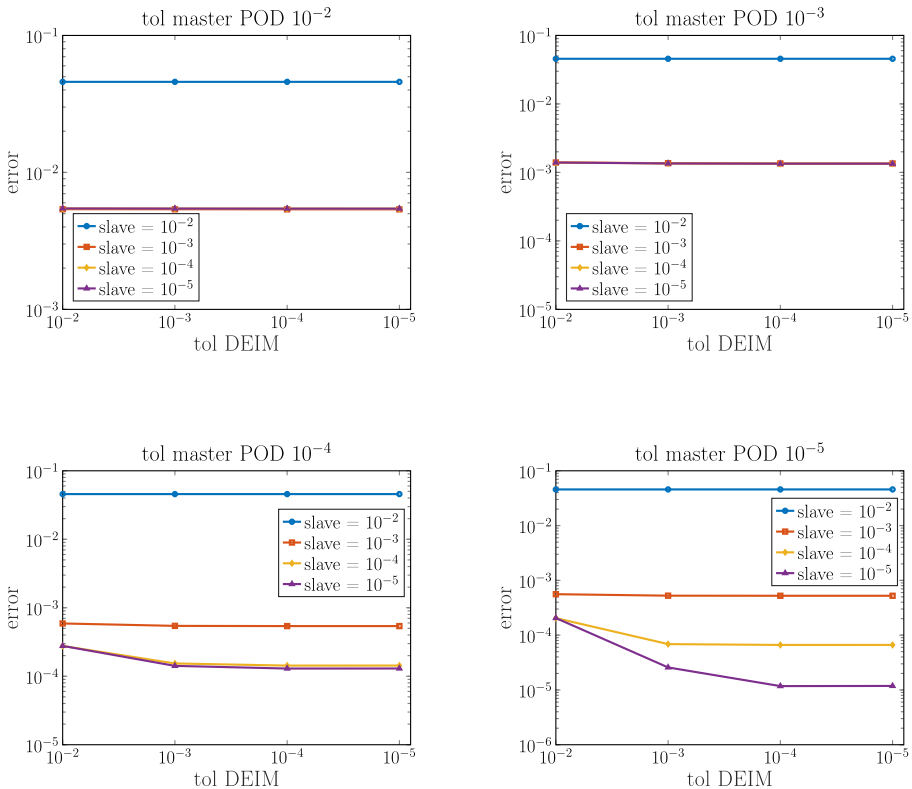 tol master POD 10⁻²
10⁻¹
10⁻²
10⁻³
error
slave = 10⁻²
slave = 10⁻³
slave = 10⁻⁴
slave = 10⁻⁵
10⁻² 10⁻³ 10⁻⁴ 10⁻⁵
tol DEIM
tol master POD 10⁻³
10⁻¹
10⁻²
10⁻³
10⁻⁴
10⁻⁵
error
slave = 10⁻²
slave = 10⁻³
slave = 10⁻⁴
slave = 10⁻⁵
10⁻² 10⁻³ 10⁻⁴ 10⁻⁵
tol DEIM
tol master POD 10⁻⁴
10⁻¹
10⁻²
10⁻³
10⁻⁴
10⁻⁵
error
slave = 10⁻²
slave = 10⁻³
slave = 10⁻⁴
slave = 10⁻⁵
10⁻² 10⁻³ 10⁻⁴ 10⁻⁵
tol DEIM
tol master POD 10⁻⁵
10⁻¹
10⁻²
10⁻³
10⁻⁴
10⁻⁵
10⁻⁶
error
slave = 10⁻²
slave = 10⁻³
slave = 10⁻⁴
slave = 10⁻⁵
10⁻² 10⁻³ 10⁻⁴ 10⁻⁵
tol DEIM